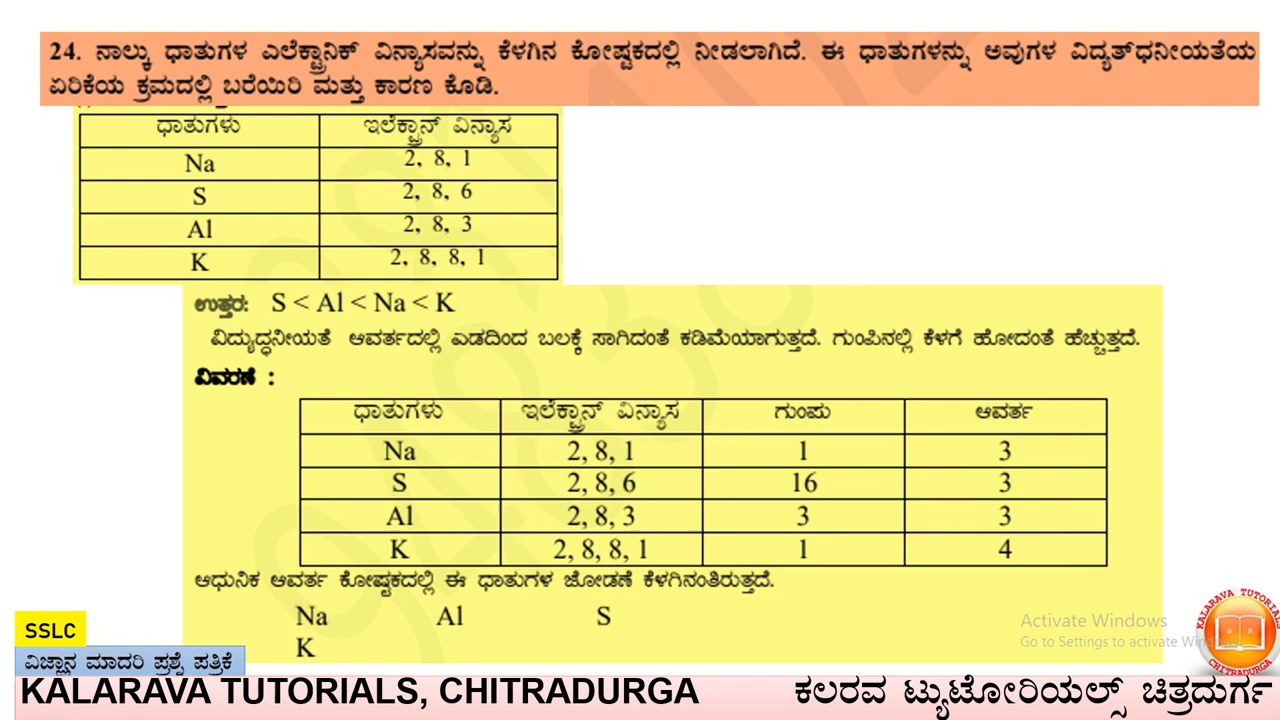 24. ನಾಲ್ಕು ಧಾತುಗಳ ಎಲೆಕ್ಟ್ರಾನಿಕ್ ವಿನ್ಯಾಸವನ್ನು ಕೆಳಗಿನ ಕೋಷ್ಟಕದಲ್ಲಿ ನೀಡಲಾಗಿದೆ. ಈ ಧಾತುಗಳನ್ನು ಅವುಗಳ ವಿದ್ಯತ್‌ಧನೀಯತೆಯ
ಏರಿಕೆಯ ಕ್ರಮದಲ್ಲಿ ಬರೆಯಿರಿ ಮತ್ತು ಕಾರಣ ಕೊಡಿ.
ಧಾತುಗಳು ಇಲೆಕ್ಟ್ರಾನ್ ವಿನ್ಯಾಸ
Na 2, 8, 1
S 2, 8, 6
Al 2, 8, 3
K 2, 8, 8, 1
ಉತ್ತರ: S < Al < Na < K
ವಿದ್ಯುದ್ಧನೀಯತೆ ಆವರ್ತದಲ್ಲಿ ಎಡದಿಂದ ಬಲಕ್ಕೆ ಸಾಗಿದಂತೆ ಕಡಿಮೆಯಾಗುತ್ತದೆ. ಗುಂಪಿನಲ್ಲಿ ಕೆಳಗೆ ಹೋದಂತೆ ಹೆಚ್ಚುತ್ತದೆ.
ವಿವರಣೆ :
ಧಾತುಗಳು ಇಲೆಕ್ಟ್ರಾನ್ ವಿನ್ಯಾಸ ಗುಂಪು ಆವರ್ತ
Na 2, 8, 1 1 3
S 2, 8, 6 16 3
Al 2, 8, 3 3 3
K 2, 8, 8, 1 1 4
ಆಧುನಿಕ ಆವರ್ತ ಕೋಷ್ಟಕದಲ್ಲಿ ಈ ಧಾತುಗಳ ಜೋಡಣೆ ಕೆಳಗಿನಂತಿರುತ್ತದೆ.
Na Al S
K
Activate Windows
Go to Settings to activate Win
KALARAVA TUTORIALS
CHITRADURGA
SSLC
ವಿಜ್ಞಾನ ಮಾದರಿ ಪ್ರಶ್ನೆ ಪತ್ರಿಕೆ
KALARAVA TUTORIALS, CHITRADURGA ಕಲರವ ಟ್ಯುಟೋರಿಯಲ್ಸ್ ಚಿತ್ರದುರ್ಗ